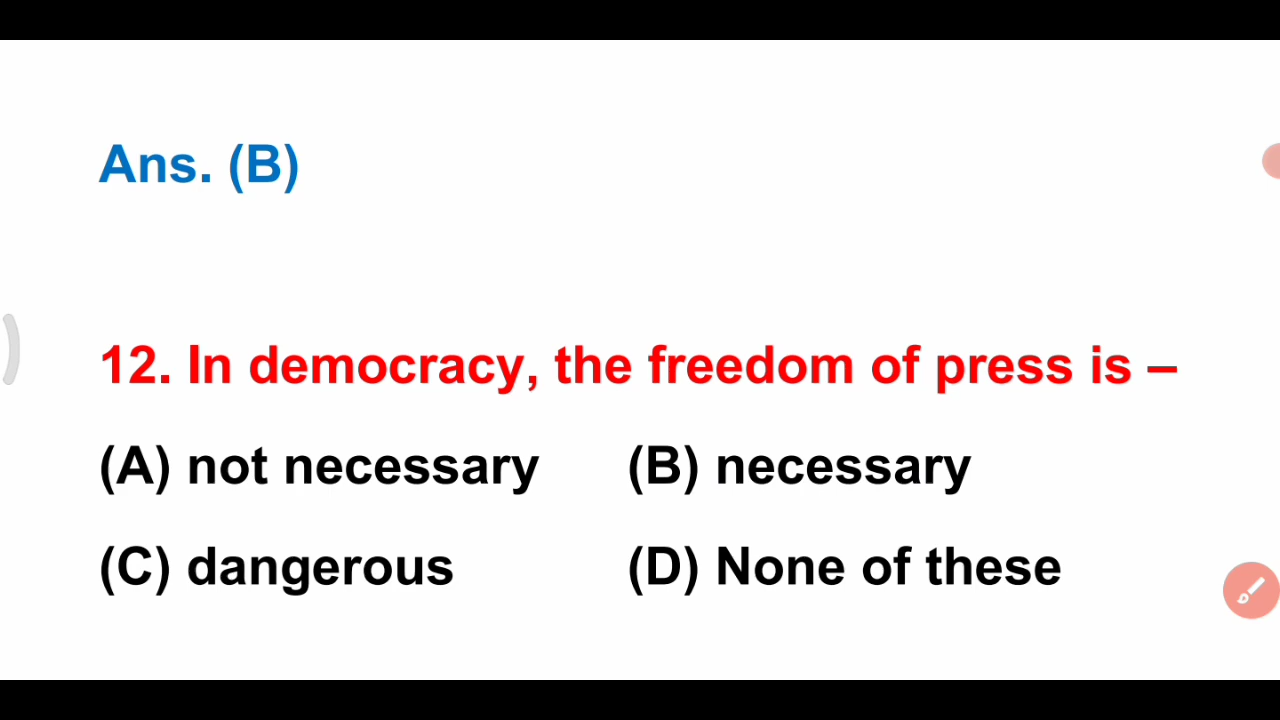 Ans. (B)
12. In democracy, the freedom of press is –
(A) not necessary (B) necessary
(C) dangerous (D) None of these